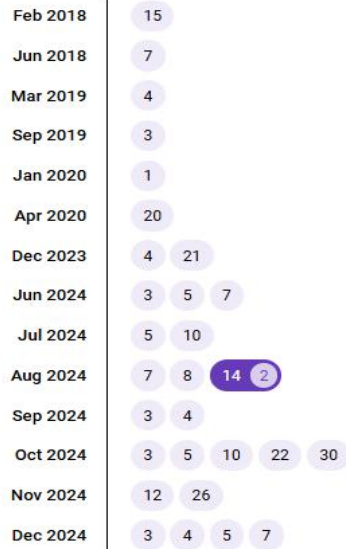 Feb 2018 15
Jun 2018 7
Mar 2019 4
Sep 2019 3
Jan 2020 1
Apr 2020 20
Dec 2023 4 21
Jun 2024 3 5 7
Jul 2024 5 10
Aug 2024 7 8 14 2
Sep 2024 3 4
Oct 2024 3 5 10 22 30
Nov 2024 12 26
Dec 2024 3 4 5 7